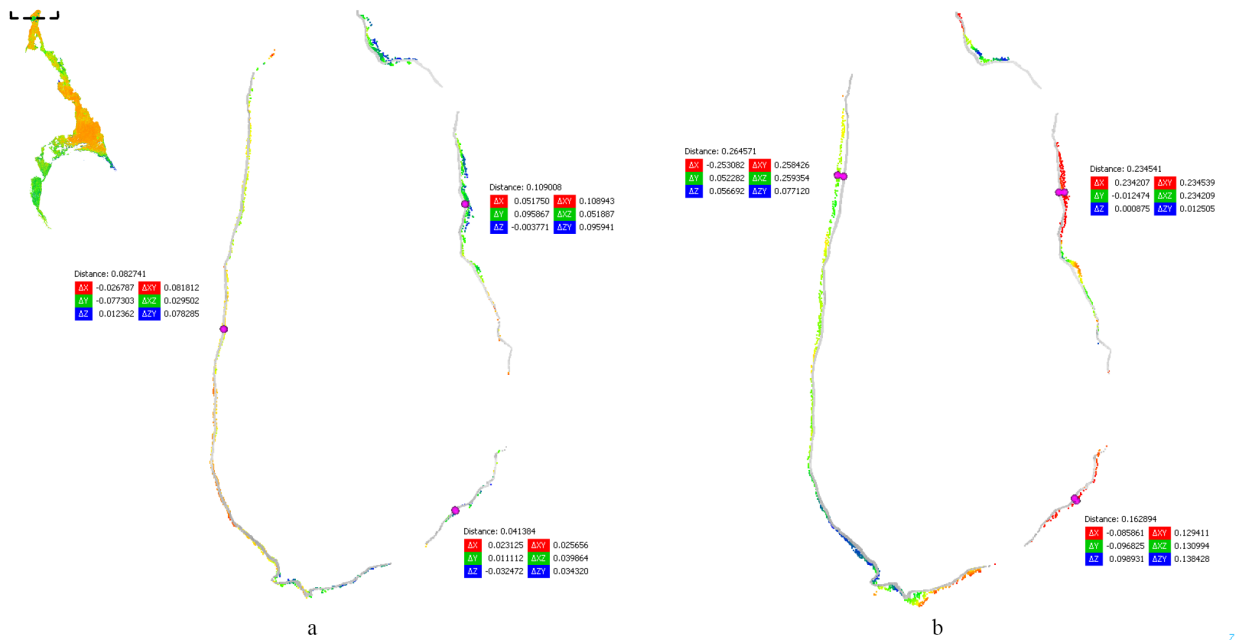 Distance: 0.109008
ΔX 0.051750 ΔXY 0.108943
ΔY 0.095867 ΔXZ 0.051887
ΔZ -0.003771 ΔZY 0.095941
Distance: 0.082741
ΔX -0.026787 ΔXY 0.081812
ΔY -0.077303 ΔXZ 0.029502
ΔZ 0.012362 ΔZY 0.078285
Distance: 0.041384
ΔX 0.023125 ΔXY 0.025656
ΔY 0.011112 ΔXZ 0.039864
ΔZ -0.032472 ΔZY 0.034320
a
Distance: 0.264571
ΔX -0.253082 ΔXY 0.258426
ΔY 0.052282 ΔXZ 0.259354
ΔZ 0.056692 ΔZY 0.077120
Distance: 0.234541
ΔX 0.234207 ΔXY 0.234539
ΔY -0.012474 ΔXZ 0.234209
ΔZ 0.000875 ΔZY 0.012505
Distance: 0.162894
ΔX -0.085861 ΔXY 0.129411
ΔY -0.096825 ΔXZ 0.130994
ΔZ 0.098931 ΔZY 0.138428
b
Z